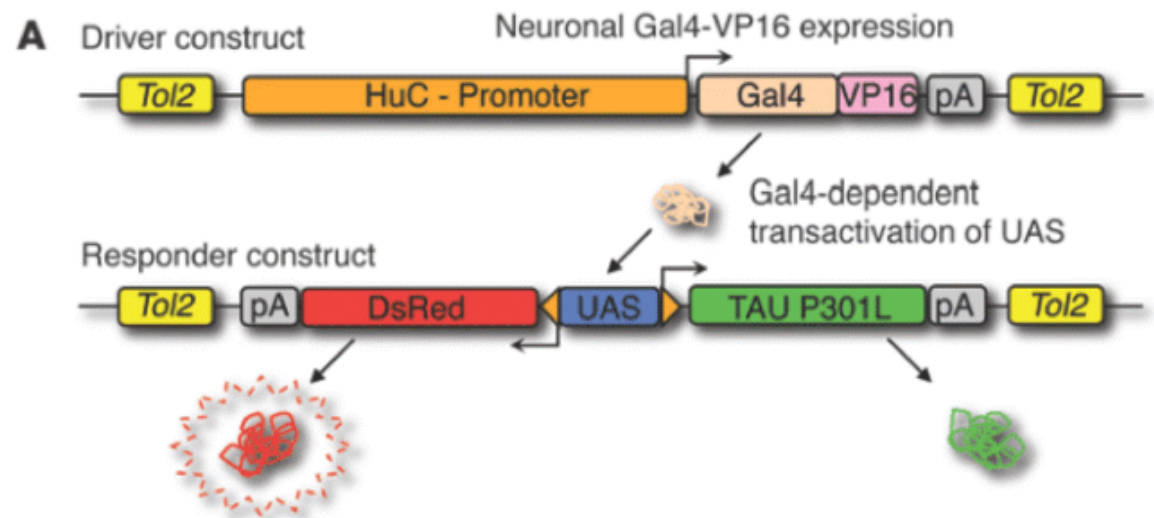 A Driver construct
Neuronal Gal4-VP16 expression
Tol2 HuC - Promoter Gal4 VP16 pA Tol2
Gal4-dependent
transactivation of UAS
Responder construct
Tol2 pA DsRed UAS TAU P301L pA Tol2